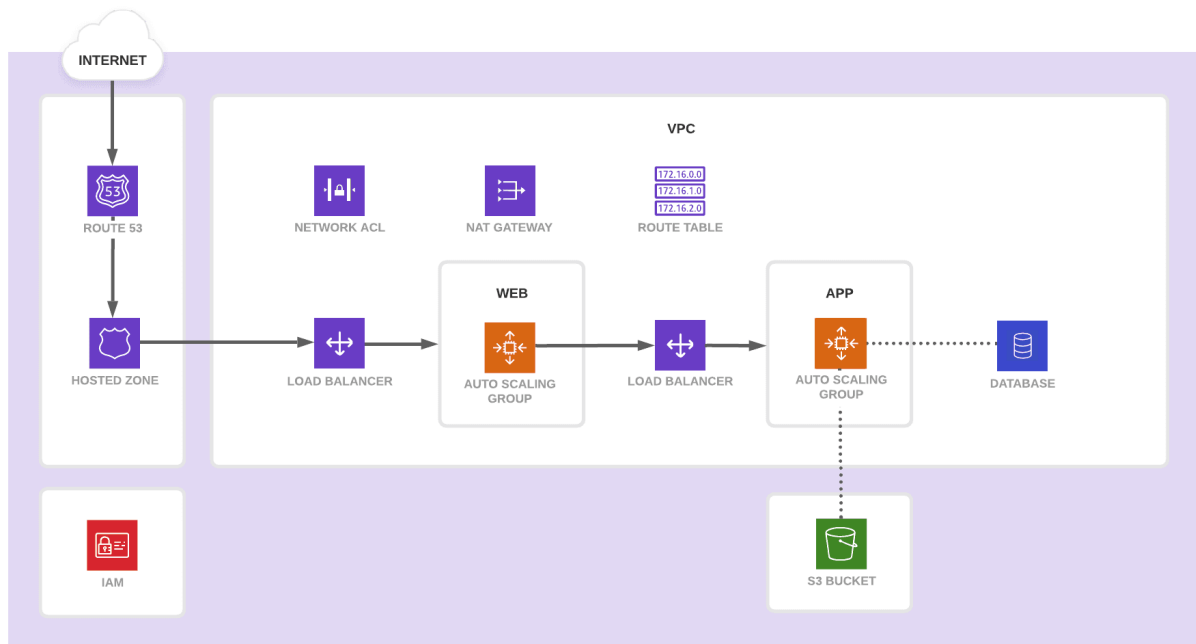 INTERNET
VPC
53
172.16.0.0
172.16.1.0
172.16.2.0
ROUTE 53
NETWORK ACL
NAT GATEWAY
ROUTE TABLE
WEB
APP
HOSTED ZONE
LOAD BALANCER
AUTO SCALING
GROUP
LOAD BALANCER
AUTO SCALING
GROUP
DATABASE
IAM
S3 BUCKET